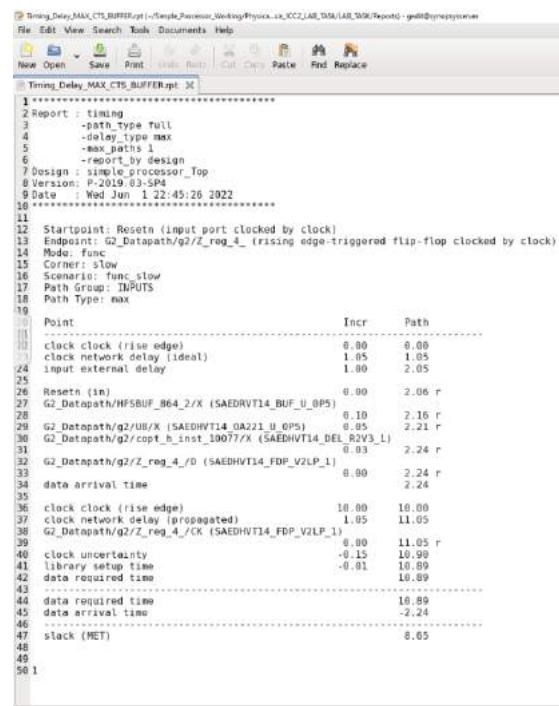 Timing_Delay_MAX_CTS_BUFFER.rpt (~/Simple_Processor_Working/Physica...ce_ICC2_LAB_TASK/LAB_TASK/Reports) - gedit@synopsysserver
File Edit View Search Tools Documents Help
New Open Save Print Undo Redo Cut Copy Paste Find Replace
Timing_Delay_MAX_CTS_BUFFER.rpt
1 ****************************************
2 Report : timing
3 -path_type full
4 -delay_type max
5 -max_paths 1
6 -report_by design
7 Design : simple_processor_Top
8 Version: P-2019.03-SP4
9 Date : Wed Jun 1 22:45:26 2022
10 ****************************************
11
12 Startpoint: Resetn (input port clocked by clock)
13 Endpoint: G2_Datapath/g2/Z_reg_4_ (rising edge-triggered flip-flop clocked by clock)
14 Mode: func
15 Corner: slow
16 Scenario: func_slow
17 Path Group: INPUTS
18 Path Type: max
19
Point Incr Path
clock clock (rise edge) 0.00 0.00
clock network delay (ideal) 1.05 1.05
24 input external delay 1.00 2.05
25
26 Resetn (in) 0.00 2.06 r
27 G2_Datapath/HFSBUF_864_2/X (SAEDRVT14_BUF_U_0P5)
28 0.10 2.16 r
29 G2_Datapath/g2/U8/X (SAEDHVT14_OA221_U_0P5) 0.05 2.21 r
30 G2_Datapath/g2/copt_h_inst_10077/X (SAEDHVT14_DEL_R2V3_1)
31 0.03 2.24 r
32 G2_Datapath/g2/Z_reg_4_/D (SAEDHVT14_FDP_V2LP_1)
33 0.00 2.24 r
34 data arrival time 2.24
35
36 clock clock (rise edge) 10.00 10.00
37 clock network delay (propagated) 1.05 11.05
38 G2_Datapath/g2/Z_reg_4_/CK (SAEDHVT14_FDP_V2LP_1)
39 0.00 11.05 r
40 clock uncertainty -0.15 10.90
41 library setup time -0.01 10.89
42 data required time 10.89
43 ------------------------------------------------------------
44 data required time 10.89
45 data arrival time -2.24
46 ------------------------------------------------------------
47 slack (MET) 8.65
48
49
50 1